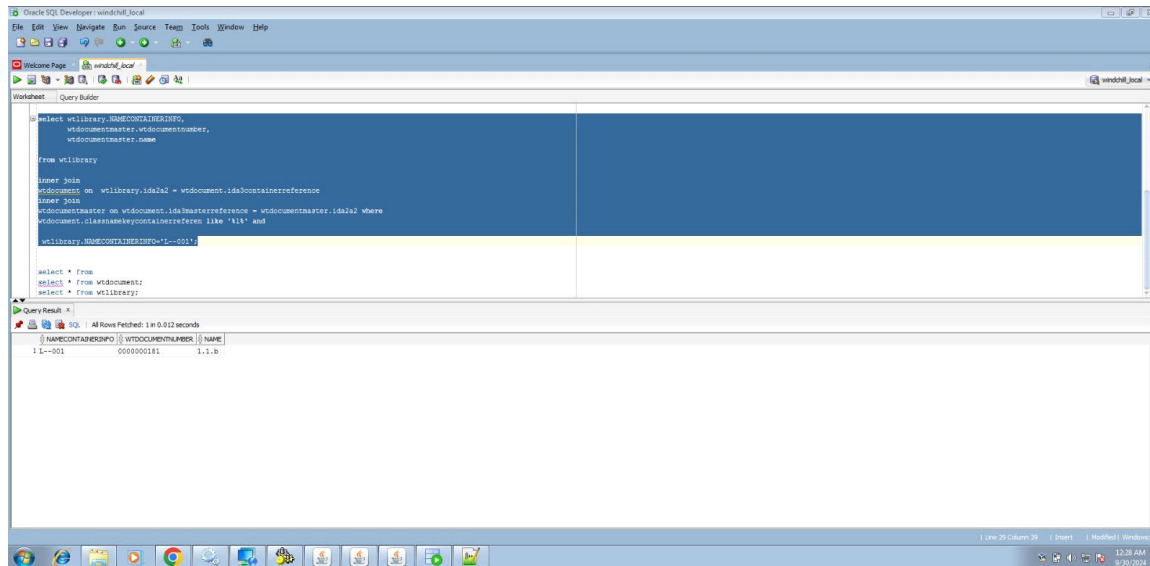 Oracle SQL Developer : windchill_local
File Edit View Navigate Run Source Team Tools Window Help
Welcome Page windchill_local
windchill_local
Worksheet Query Builder
select wtlibrary.NAMECONTAINERINFO,
wtdocumentmaster.wtdocumentnumber,
wtdocumentmaster.name
from wtlibrary
inner join
wtdocument on wtlibrary.ida2a2 = wtdocument.ida3containerreference
inner join
wtdocumentmaster on wtdocument.ida3masterreference = wtdocumentmaster.ida2a2 where
wtdocument.classnamekeycontainerreferen like '%l%' and
wtlibrary.NAMECONTAINERINFO='L--001';
select * from
select * from wtdocument;
select * from wtlibrary;
Query Result
SQL | All Rows Fetched: 1 in 0.012 seconds
NAMECONTAINERINFO WTDOCUMENTNUMBER NAME
1 L--001 0000000181 1.1.b
| Line 29 Column 39 | Insert | Modified | Windows:
12:28 AM
9/30/2024